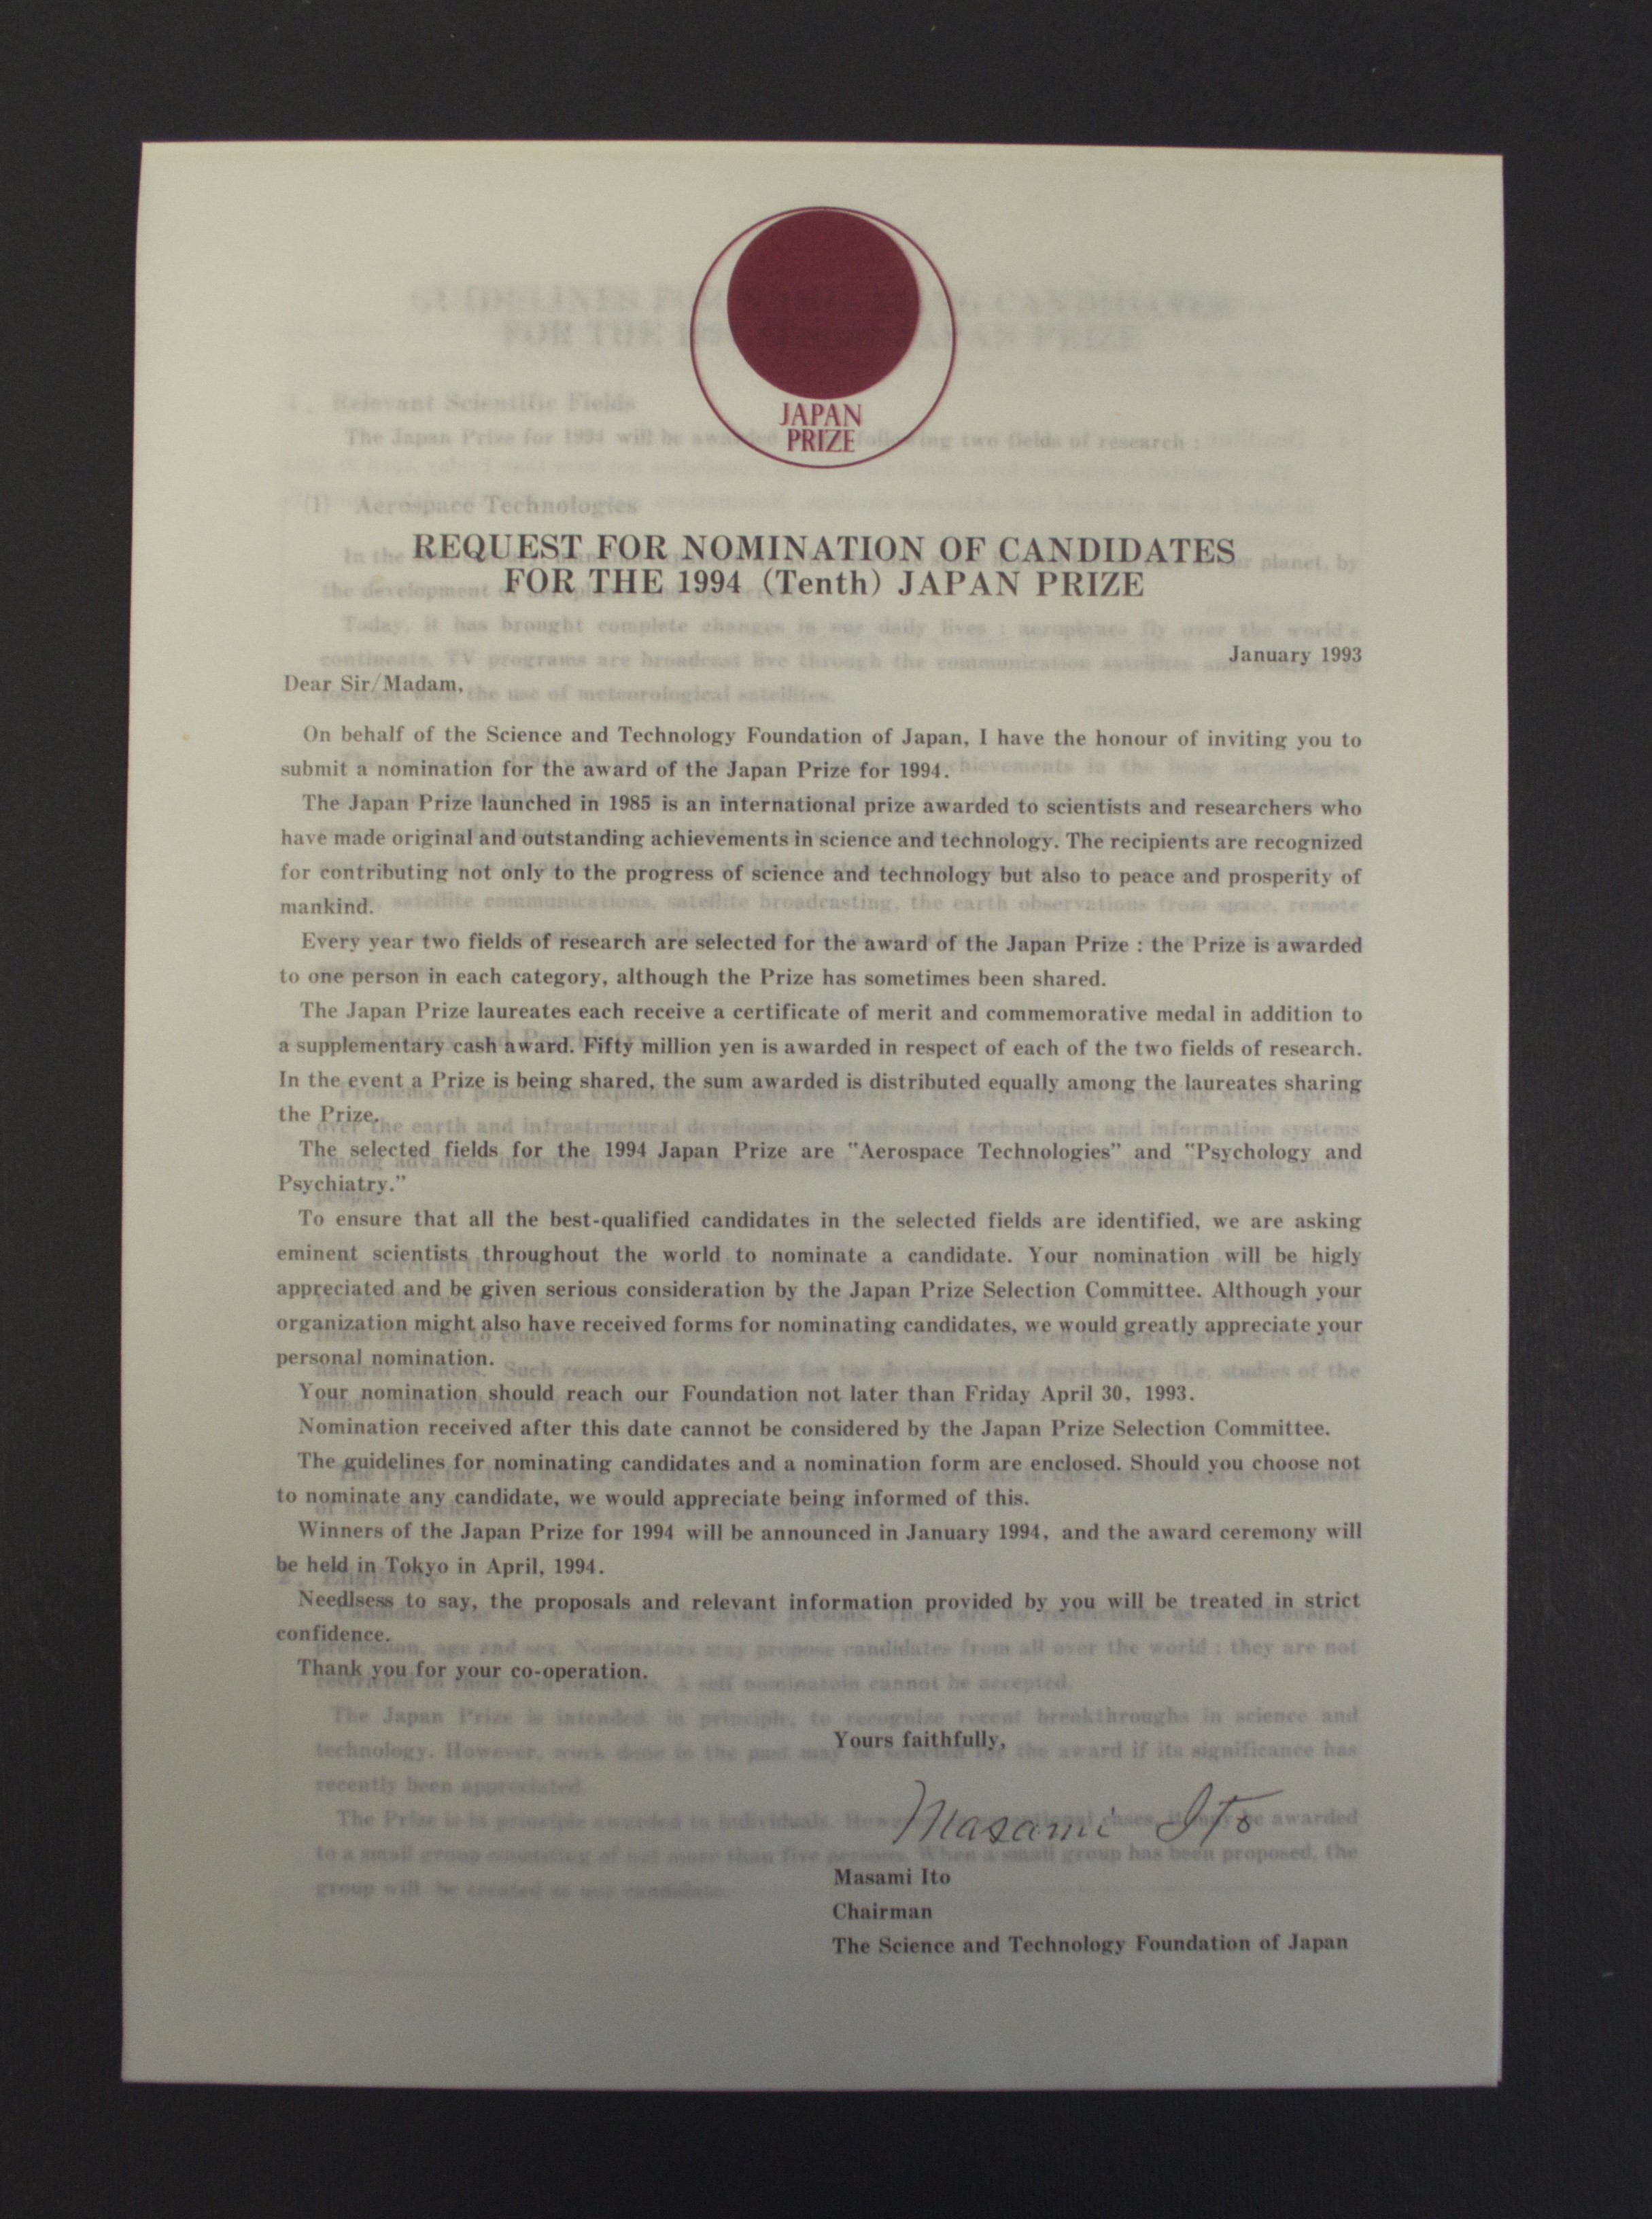 JAPAN
PRIZE
REQUEST FOR NOMINATION OF CANDIDATES
FOR THE 1994 (Tenth) JAPAN PRIZE
January 1993
Dear Sir/Madam,
On behalf of the Science and Technology Foundation of Japan, I have the honour of inviting you to
submit a nomination for the award of the Japan Prize for 1994.
The Japan Prize launched in 1985 is an international prize awarded to scientists and researchers who
have made original and outstanding achievements in science and technology. The recipients are recognized
for contributing not only to the progress of science and technology but also to peace and prosperity of
mankind.
Every year two fields of research are selected for the award of the Japan Prize : the Prize is awarded
to one person in each category, although the Prize has sometimes been shared.
The Japan Prize laureates each receive a certificate of merit and commemorative medal in addition to
a supplementary cash award. Fifty million yen is awarded in respect of each of the two fields of research.
In the event a Prize is being shared, the sum awarded is distributed equally among the laureates sharing
the Prize.
The selected fields for the 1994 Japan Prize are "Aerospace Technologies" and "Psychology and
Psychiatry."
To ensure that all the best-qualified candidates in the selected fields are identified, we are asking
eminent scientists throughout the world to nominate a candidate. Your nomination will be higly
appreciated and be given serious consideration by the Japan Prize Selection Committee. Although your
organization might also have received forms for nominating candidates, we would greatly appreciate your
personal nomination.
Your nomination should reach our Foundation not later than Friday April 30, 1993.
Nomination received after this date cannot be considered by the Japan Prize Selection Committee.
The guidelines for nominating candidates and a nomination form are enclosed. Should you choose not
to nominate any candidate, we would appreciate being informed of this.
Winners of the Japan Prize for 1994 will be announced in January 1994, and the award ceremony will
be held in Tokyo in April, 1994.
Needlsess to say, the proposals and relevant information provided by you will be treated in strict
confidence.
Thank you for your co-operation.
Yours faithfully,
Masami Ito
Masami Ito
Chairman
The Science and Technology Foundation of Japan